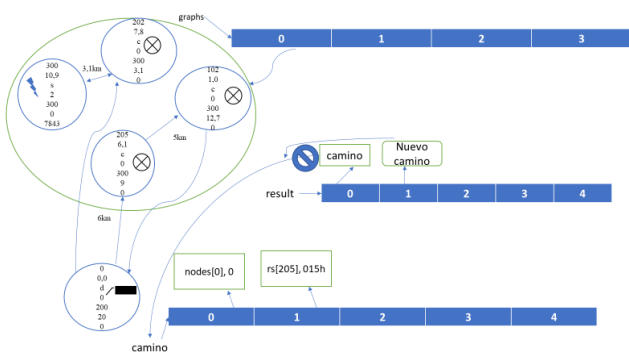 graphs
0 1 2 3
202
7,8
c
0
300
3,1
0
300
10,9
s
2
300
0
7843
3,1km
102
1,0
c
0
300
12,7
0
205
6,1
c
0
300
9
0
5km
6km
camino
Nuevo
camino
result
0 1 2 3 4
0
0,0
d
0
200
20
0
nodes[0], 0
rs[205], 015h
0 1 2 3 4
camino